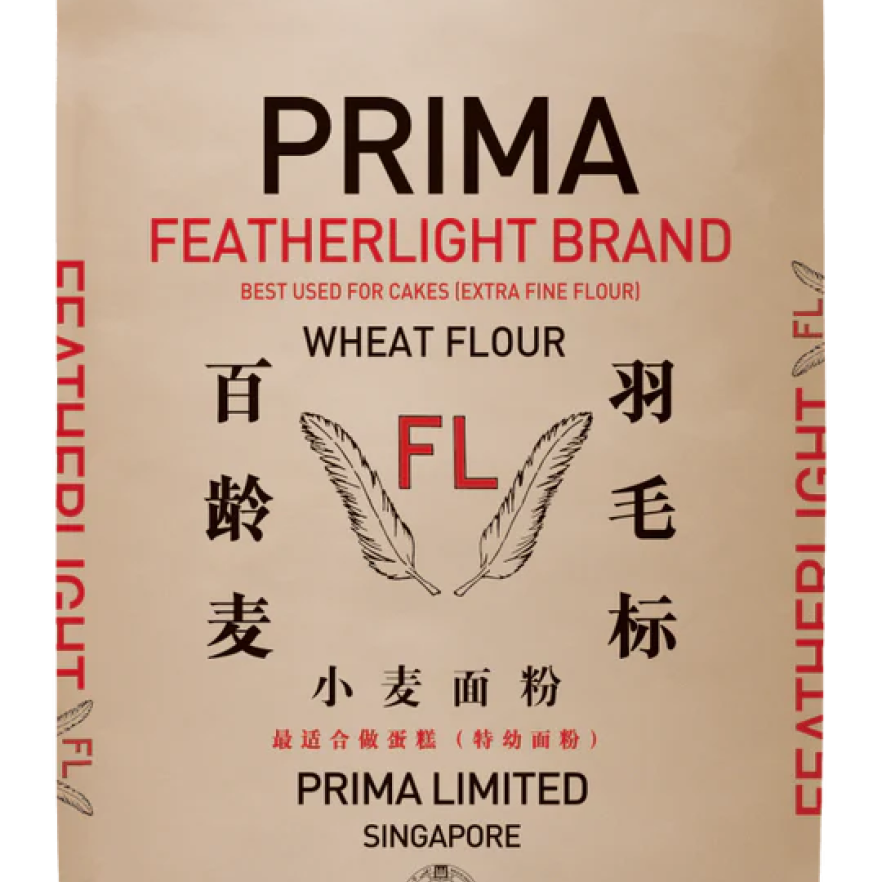 PRIMA
FEATHERLIGHT BRAND
BEST USED FOR CAKES (EXTRA FINE FLOUR)
WHEAT FLOUR
百龄麦
FL
羽毛标
小麦面粉
最适合做蛋糕（特幼面粉）
PRIMA LIMITED
SINGAPORE
FEATHERLIGHT
FL
FL
FEATHERLIGHT